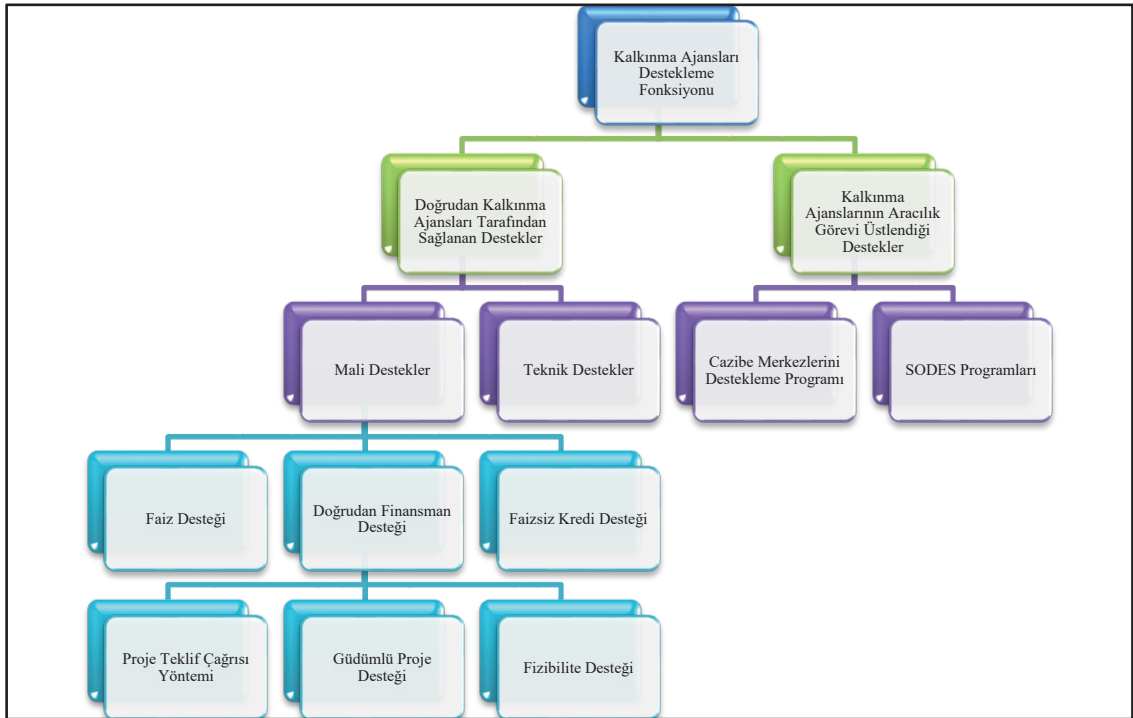 Kalkınma Ajansları
Destekleme
Fonksiyonu
Doğrudan Kalkınma
Ajansları Tarafından
Sağlanan Destekler
Kalkınma
Ajanslarının Aracılık
Görevi Üstlendiği
Destekler
Mali Destekler
Teknik Destekler
Cazibe Merkezlerini
Destekleme Programı
SODES Programları
Faiz Desteği
Doğrudan Finansman
Desteği
Faizsiz Kredi Desteği
Proje Teklif Çağrısı
Yöntemi
Güdümlü Proje
Desteği
Fizibilite Desteği